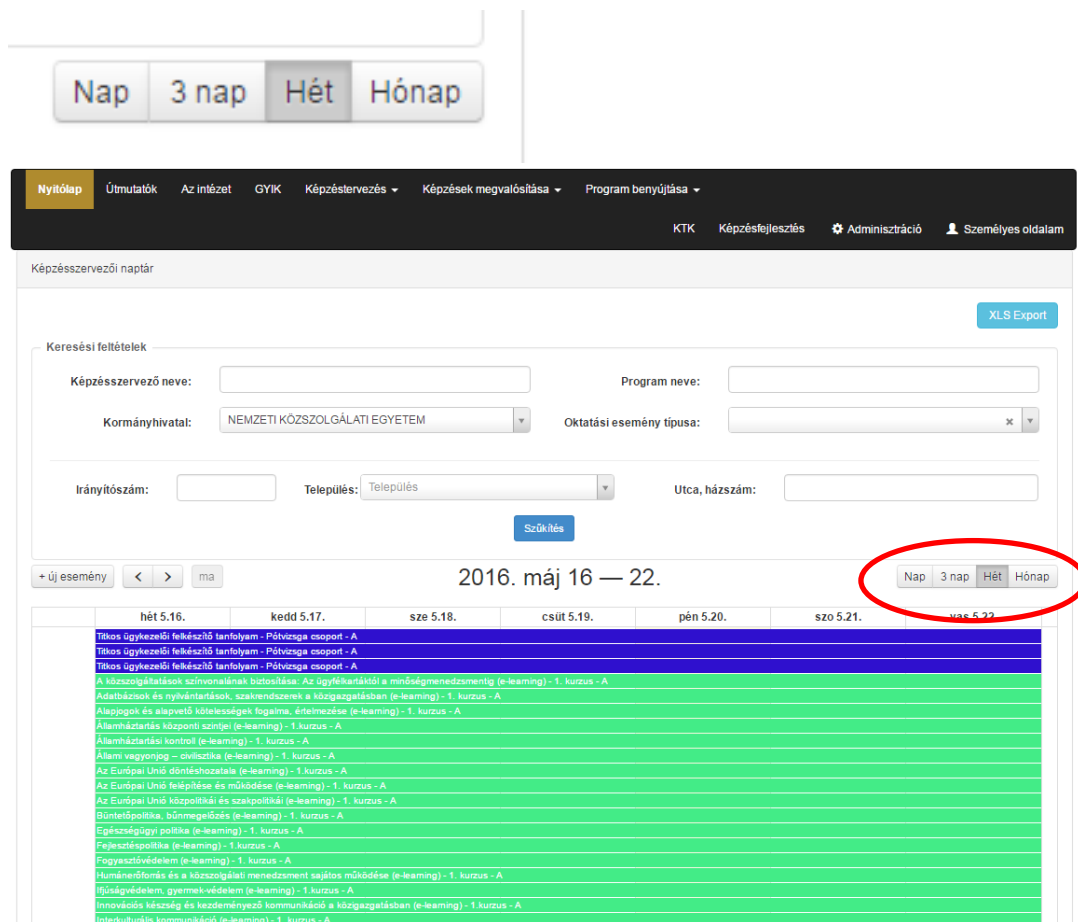 Nap 3 nap Hét Hónap
Nyitólap Útmutatók Az intézet GYIK Képzéstervezés Képzések megvalósítása Program benyújtása
KTK Képzésfejlesztés Adminisztráció Személyes oldalam
Képzésszervezői naptár
XLS Export
Keresési feltételek
Képzésszervező neve: Program neve:
Kormányhivatal: NEMZETI KÖZSZOLGÁLATI EGYETEM Oktatási esemény típusa:
Irányítószám: Település: Település Utca, házszám:
Szűkítés
+ új esemény < > ma 2016. máj 16 — 22. Nap 3 nap Hét Hónap
hét 5.16. kedd 5.17. sze 5.18. csüt 5.19. pén 5.20. szo 5.21. vas 5.22.
Titkos ügykezelői felkészítő tanfolyam - Pótvizsga csoport - A
Titkos ügykezelői felkészítő tanfolyam - Pótvizsga csoport - A
Titkos ügykezelői felkészítő tanfolyam - Pótvizsga csoport - A
A közszolgáltatások színvonalának biztosítása: Az ügyfélkartáktól a minőségmenedzsmentig (e-learning) - 1. kurzus - A
Adatbázisok és nyilvántartások, szakrendszerek a közigazgatásban (e-learning) - 1. kurzus - A
Alapjogok és alapvető kötelességek fogalma, értelmezése (e-learning) - 1. kurzus - A
Államháztartás központi szintjei (e-learning) - 1.kurzus - A
Államháztartási kontroll (e-learning) - 1. kurzus - A
Állami vagyonjog – civilisztika (e-learning) - 1. kurzus - A
Az Európai Unió döntéshozatala (e-learning) - 1.kurzus - A
Az Európai Unió felépítése és működése (e-learning) - 1. kurzus - A
Az Európai Unió közpolitikái és szakpolitikái (e-learning) - 1. kurzus - A
Büntetőpolitika, bűnmegelőzés (e-learning) - 1. kurzus - A
Egészségügyi politika (e-learning) - 1. kurzus - A
Fejlesztéspolitika (e-learning) - 1.kurzus - A
Fogyasztóvédelem (e-learning) - 1. kurzus - A
Humánerőforrás és a közszolgálati menedzsment sajátos működése (e-learning) - 1. kurzus - A
Ifjúságvédelem, gyermek-védelem (e-learning) - 1.kurzus - A
Innovációs készség és kezdeményező kommunikáció a közigazgatásban (e-learning) - 1.kurzus - A
Interkulturális kommunikáció (e-learning) - 1. kurzus - A